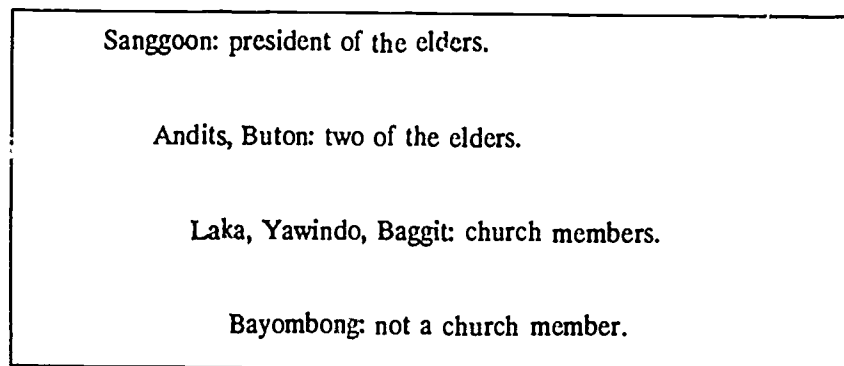 Sanggoon: president of the elders.
Andits, Buton: two of the elders.
Laka, Yawindo, Baggit: church members.
Bayombong: not a church member.